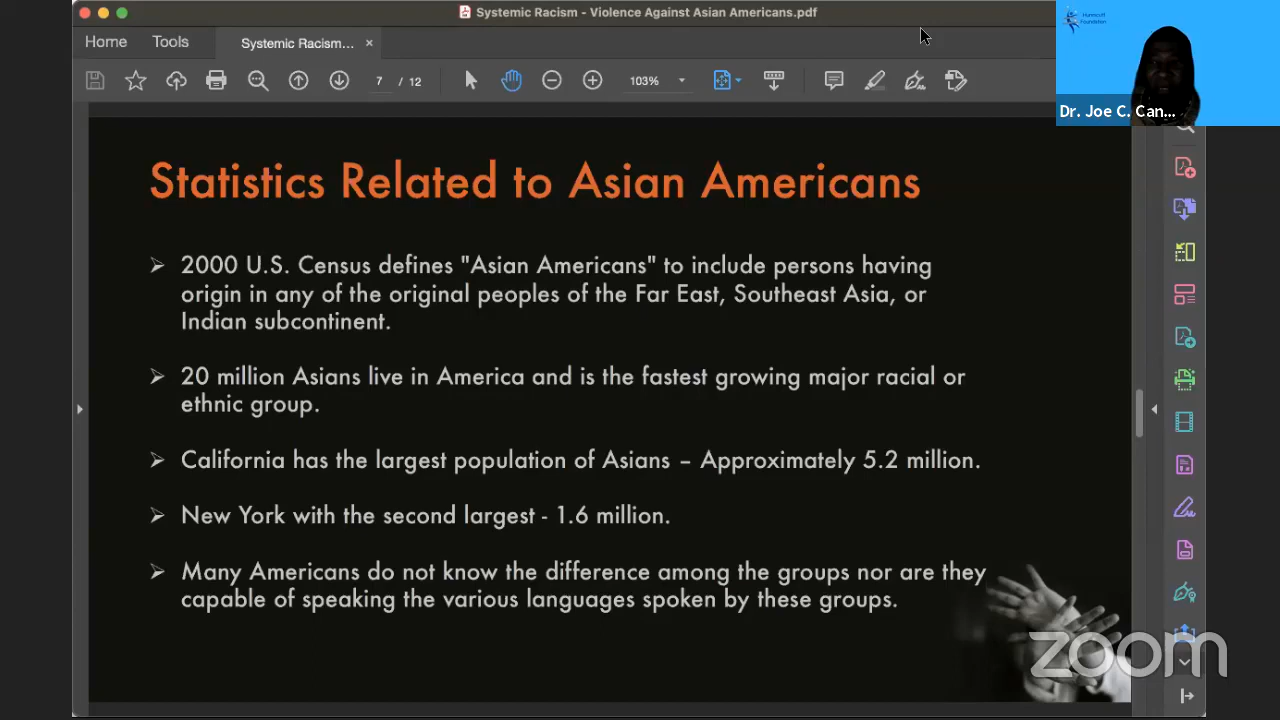 Systemic Racism - Violence Against Asian Americans.pdf
Home
Tools
Systemic Racism... ×
7 / 12
103%
Dr. Joe C. Can...
Statistics Related to Asian Americans
➢ 2000 U.S. Census defines "Asian Americans" to include persons having
origin in any of the original peoples of the Far East, Southeast Asia, or
Indian subcontinent.
➢ 20 million Asians live in America and is the fastest growing major racial or
ethnic group.
➢ California has the largest population of Asians – Approximately 5.2 million.
➢ New York with the second largest - 1.6 million.
➢ Many Americans do not know the difference among the groups nor are they
capable of speaking the various languages spoken by these groups.
zoom